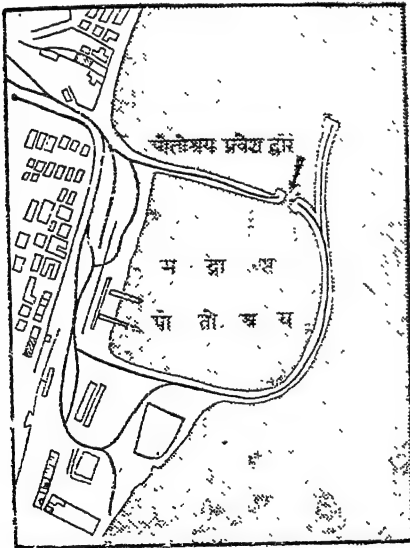 पोतोश्रय प्रवेश द्वार
म द्रा स
पो तो श्र य